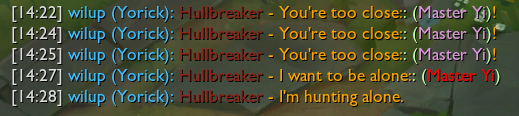 [14:22] wilup (Yorick): Hullbreaker - You're too close:: (Master Yi)!
[14:24] wilup (Yorick): Hullbreaker - You're too close:: (Master Yi)!
[14:25] wilup (Yorick): Hullbreaker - You're too close:: (Master Yi)!
[14:27] wilup (Yorick): Hullbreaker - I want to be alone:: (Master Yi)
[14:28] wilup (Yorick): Hullbreaker - I'm hunting alone.